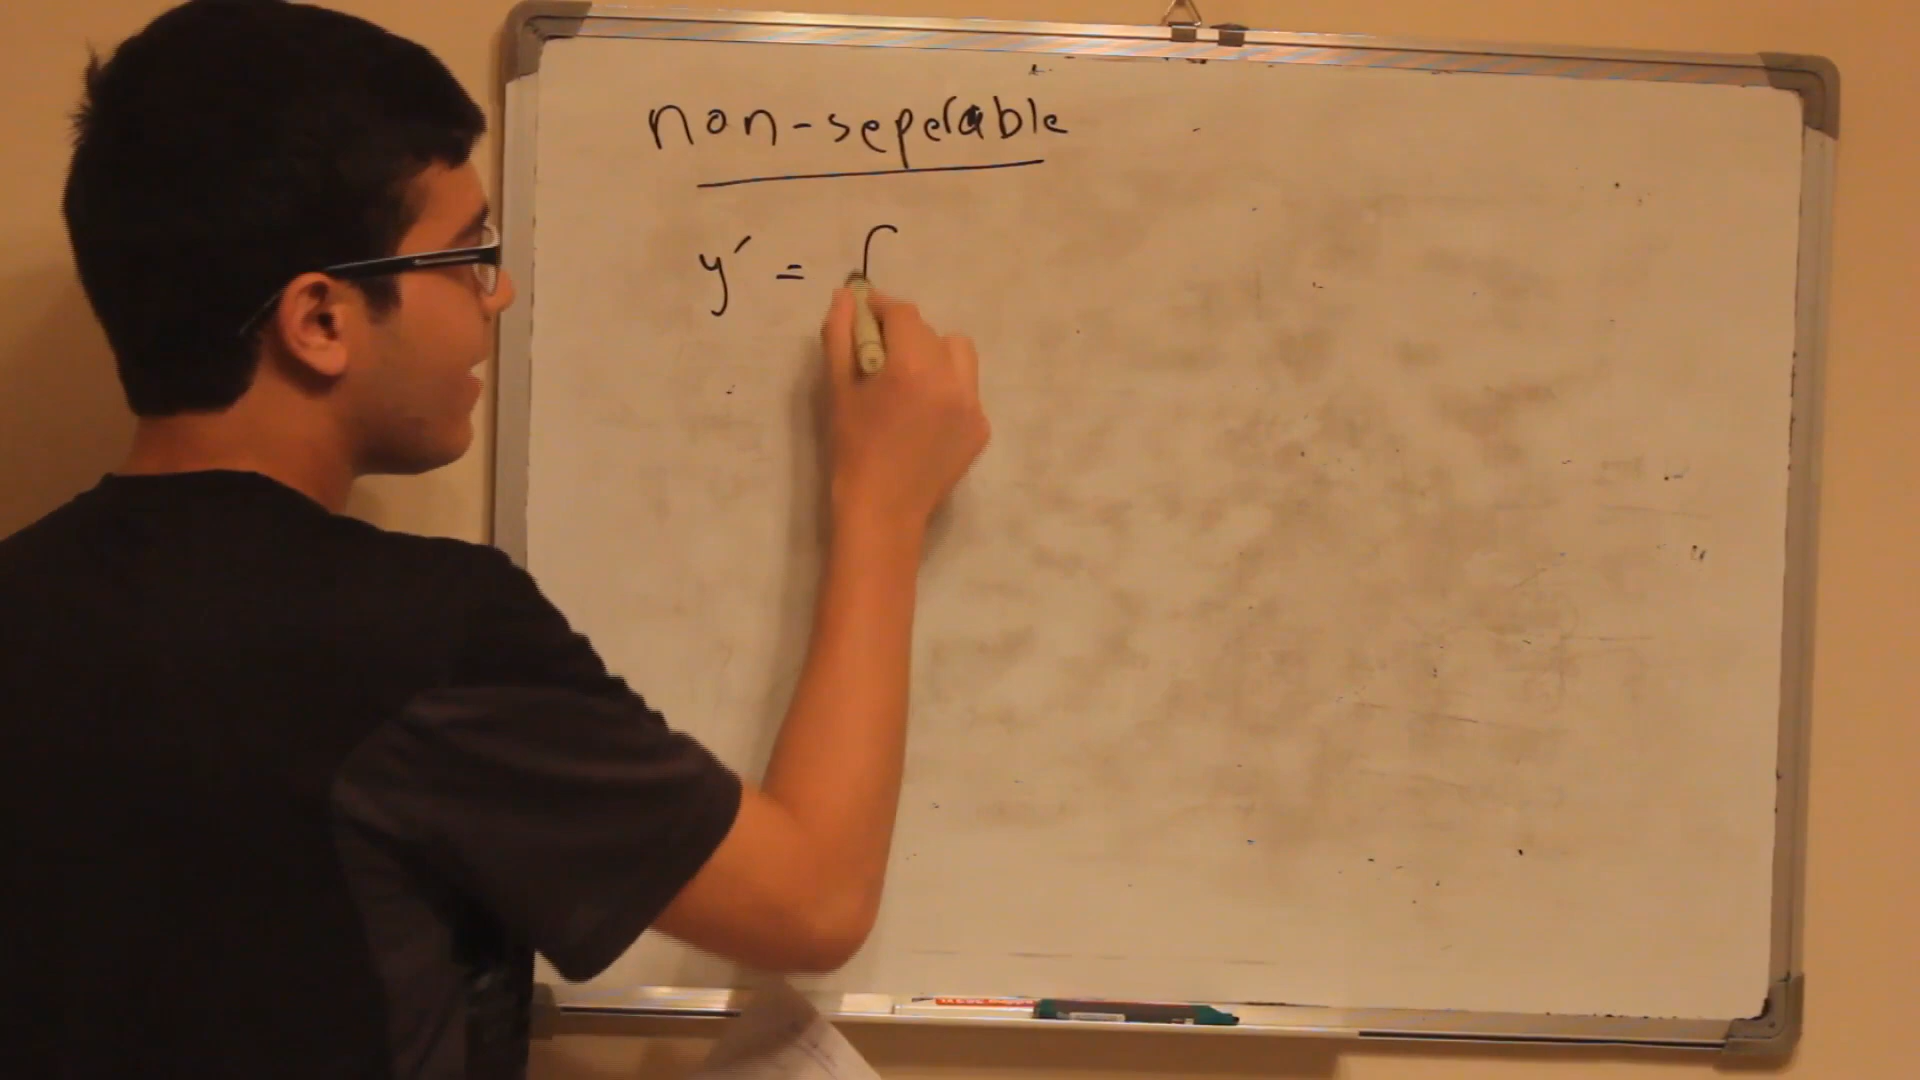 non-seperable
y′ = f